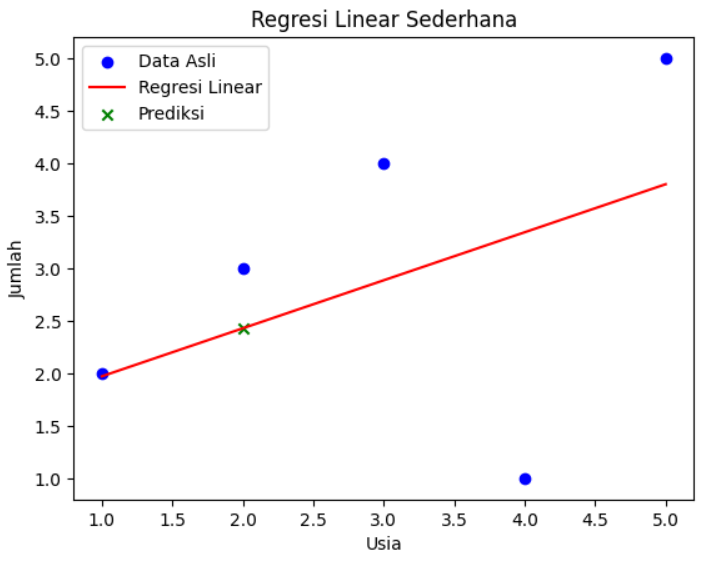 Regresi Linear Sederhana
Data Asli
Regresi Linear
Prediksi
5.0
4.5
4.0
3.5
3.0
2.5
2.0
1.5
1.0
Jumlah
1.0 1.5 2.0 2.5 3.0 3.5 4.0 4.5 5.0
Usia